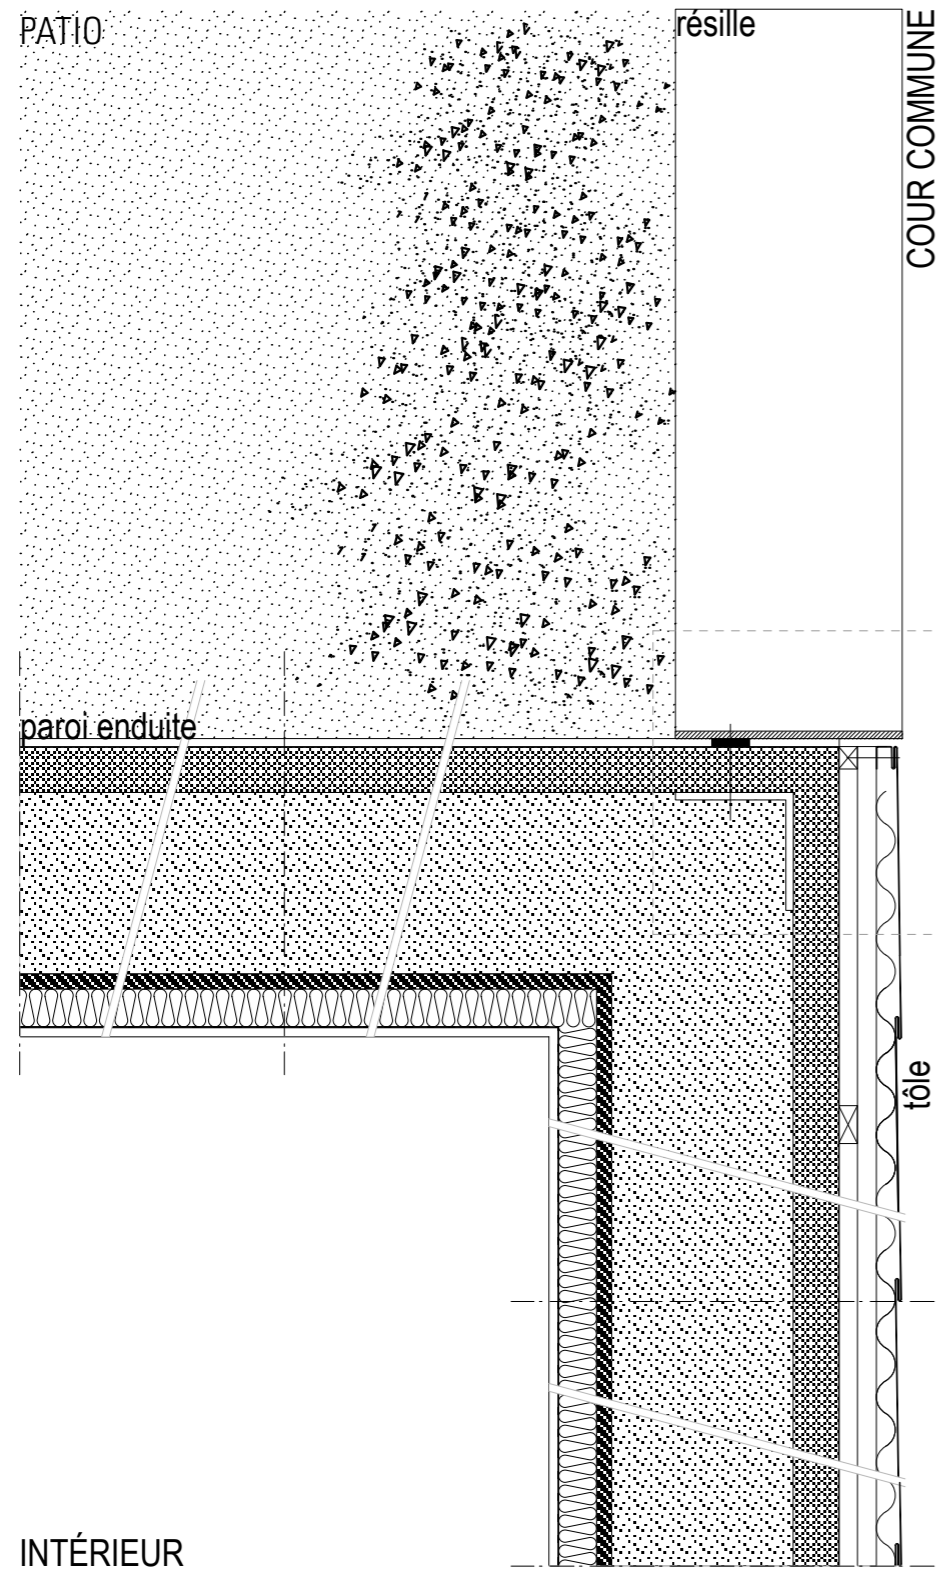 PATIO
résille
COUR COMMUNE
paroi enduite
tôle
INTÉRIEUR